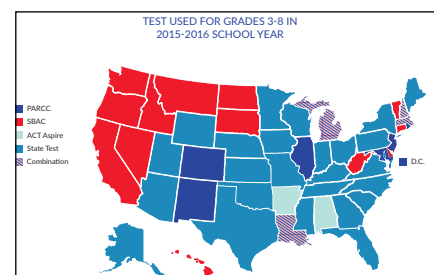 TEST USED FOR GRADES 3-8 IN
2015-2016 SCHOOL YEAR
PARCC
SBAC
ACT Aspire
State Test
Combination
D.C.